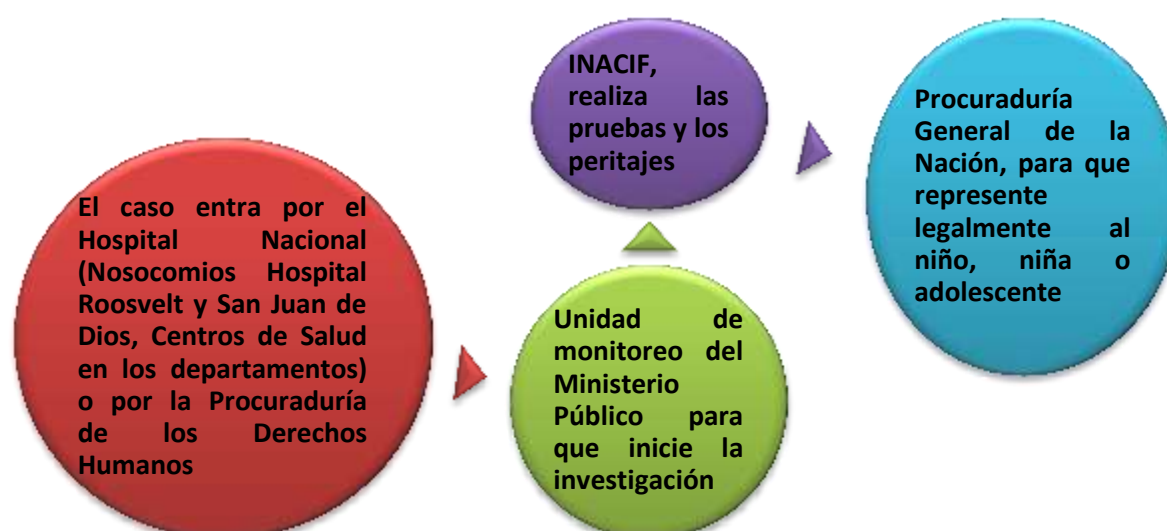 El caso entra por el
Hospital Nacional
(Nosocomios Hospital
Roosvelt y San Juan de
Dios, Centros de Salud
en los departamentos)
o por la Procuraduría
de los Derechos
Humanos
Unidad de
monitoreo del
Ministerio
Público para
que inicie la
investigación
INACIF,
realiza las
pruebas y los
peritajes
Procuraduría
General de la
Nación, para que
represente
legalmente al
niño, niña o
adolescente